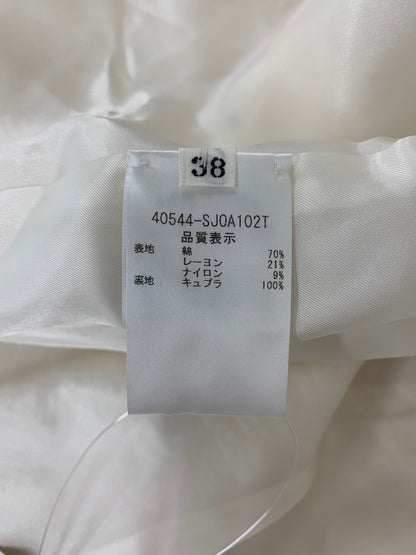 38
40544-SJ0A102T
品質表示
表地 綿 70%
レーヨン 21%
ナイロン 9%
裏地 キュプラ 100%